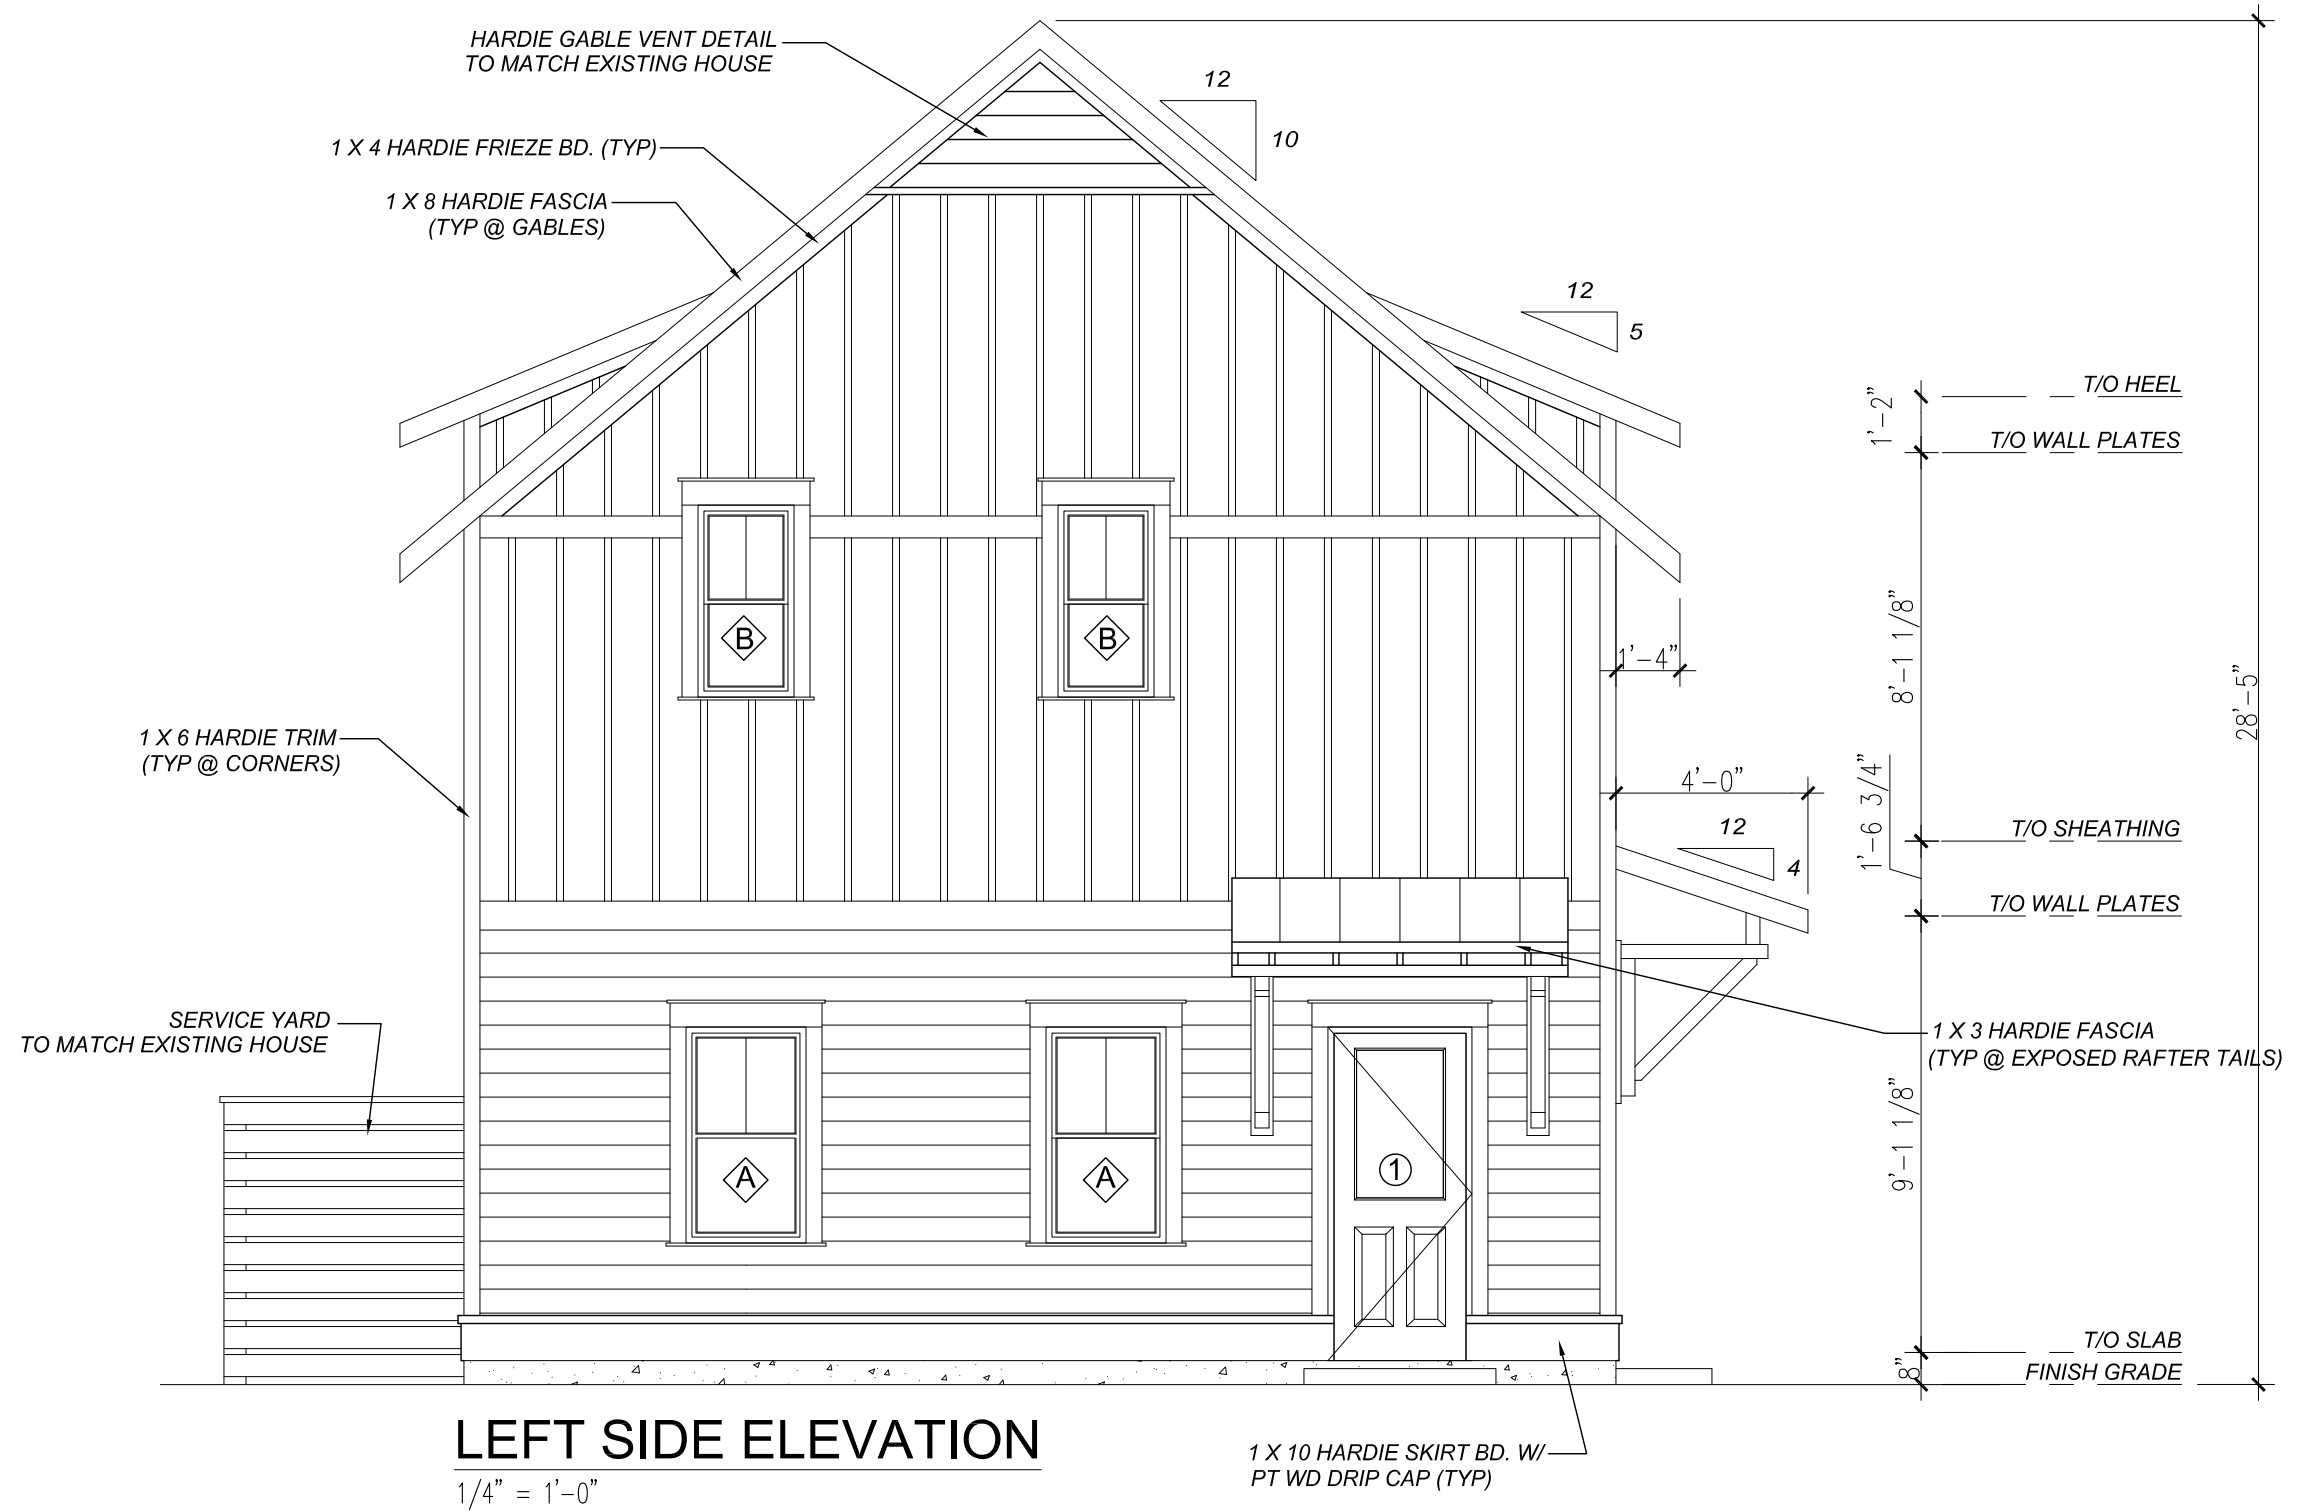 HARDIE GABLE VENT DETAIL
TO MATCH EXISTING HOUSE
12
10
1 X 4 HARDIE FRIEZE BD. (TYP)
1 X 8 HARDIE FASCIA
(TYP @ GABLES)
12
5
T/O HEEL
1'-2"
T/O WALL PLATES
B
B
8'-1 1/8"
1'-4"
28'-5"
1 X 6 HARDIE TRIM
(TYP @ CORNERS)
4'-0"
1'-6 3/4"
12
4
T/O SHEATHING
T/O WALL PLATES
SERVICE YARD
TO MATCH EXISTING HOUSE
1 X 3 HARDIE FASCIA
(TYP @ EXPOSED RAFTER TAILS)
9'-1 1/8"
A
A
1
T/O SLAB
8"
FINISH GRADE
LEFT SIDE ELEVATION
1/4" = 1'-0"
1 X 10 HARDIE SKIRT BD. W/
PT WD DRIP CAP (TYP)